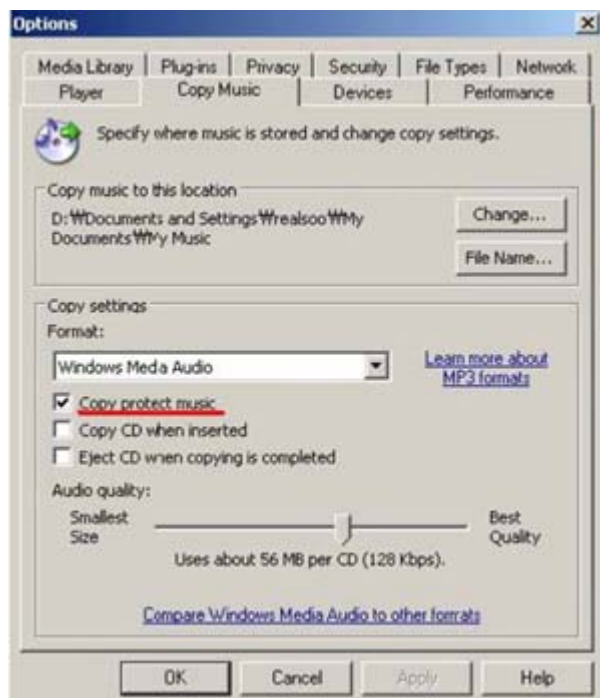 Options
Media Library Plug-ins Privacy Security File Types Network
Player Copy Music Devices Performance
Specify where music is stored and change copy settings.
Copy music to this location
D:₩Documents and Settings₩realsoo₩My
Documents₩My Music
Change...
File Name...
Copy settings
Format:
Windows Media Audio
Learn more about
MP3 formats
Copy protect music
Copy CD when inserted
Eject CD when copying is completed
Audio quality:
Smallest
Size
Best
Quality
Uses about 56 MB per CD (128 Kbps).
Compare Windows Media Audio to other formats
OK Cancel Apply Help